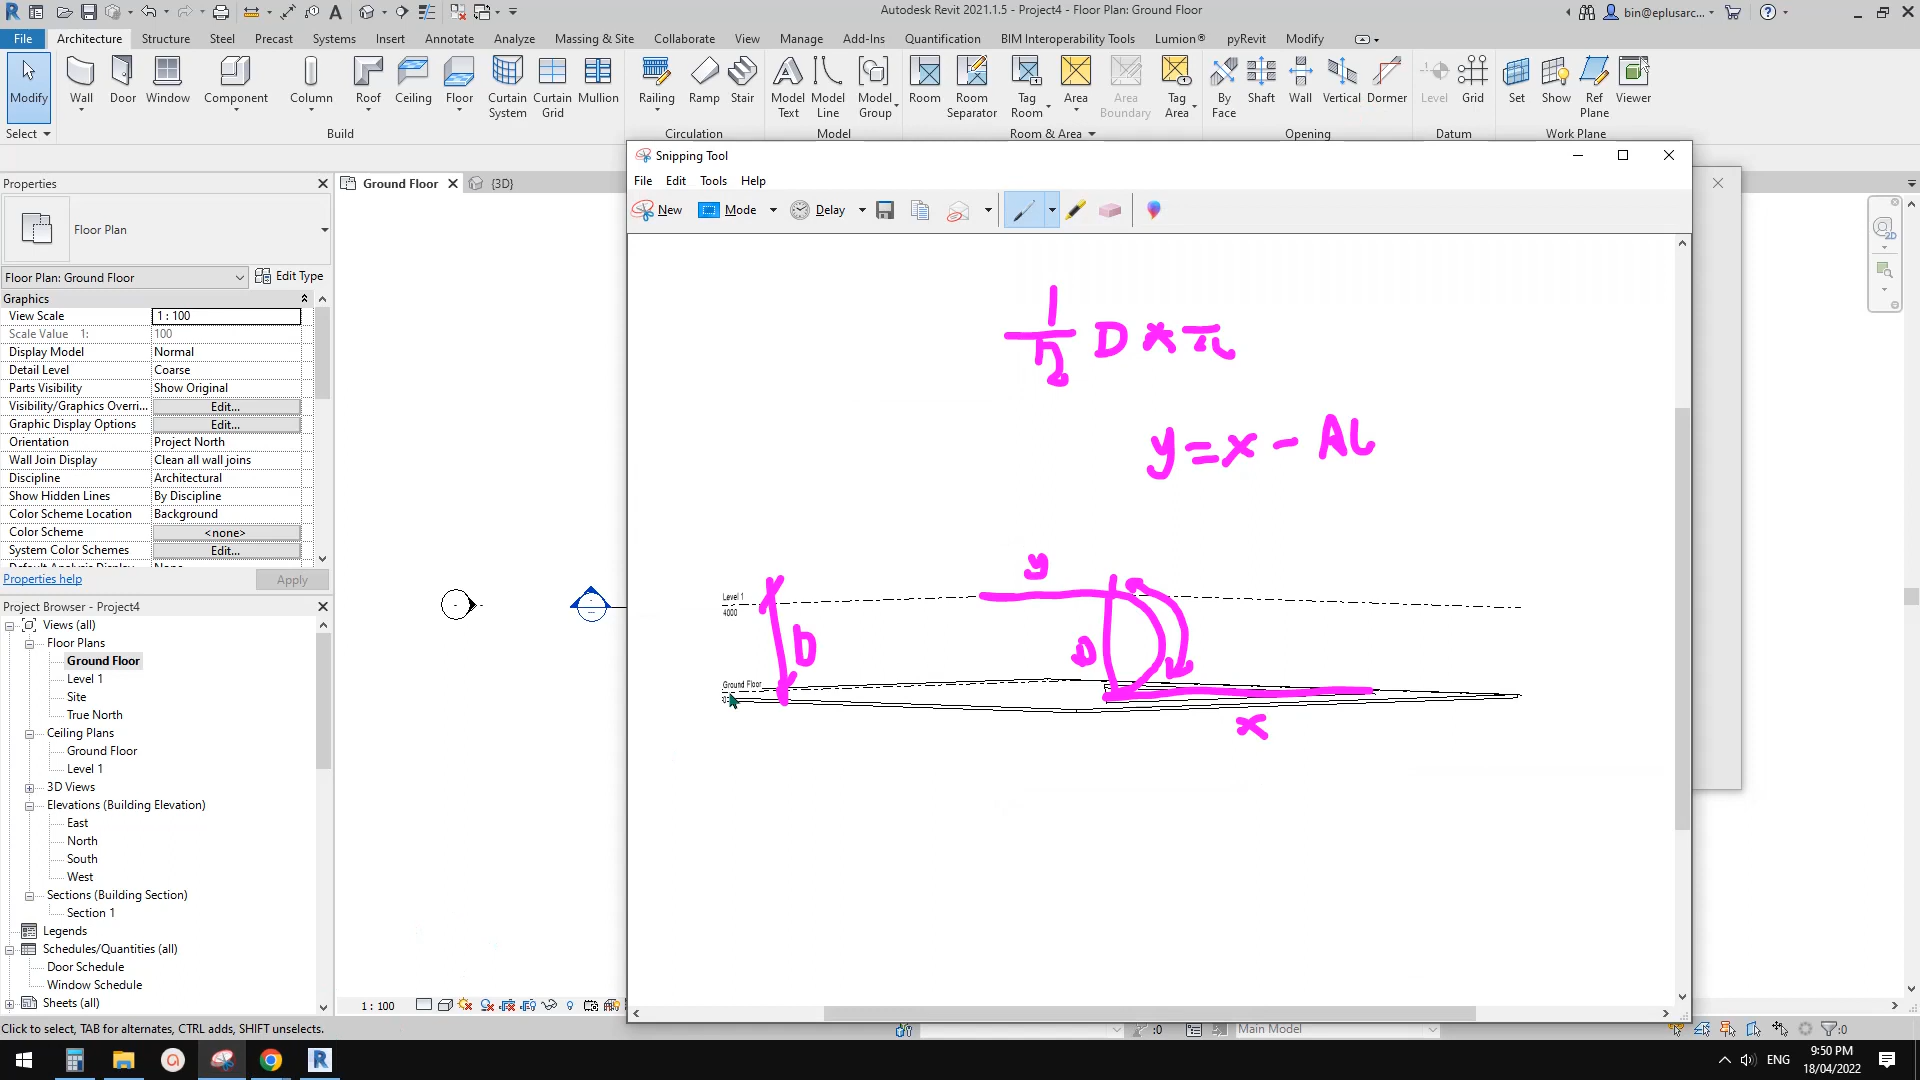 Autodesk Revit 2021.1.5 - Project4 - Floor Plan: Ground Floor
bin@eplusarc...
File Architecture Structure Steel Precast Systems Insert Annotate Analyze Massing & Site Collaborate View Manage Add-Ins Quantification BIM Interoperability Tools Lumion® pyRevit Modify
Modify Wall Door Window Component Column Roof Ceiling Floor Curtain System Curtain Grid Mullion Railing Ramp Stair Model Text Model Line Model Group Room Room Separator Tag Room Area Area Boundary Tag Area By Face Shaft Wall Vertical Dormer Level Grid Set Show Ref Plane Viewer
Select Build Circulation Model Room & Area Opening Datum Work Plane
Properties
Floor Plan
Floor Plan: Ground Floor Edit Type
Graphics
View Scale 1 : 100
Scale Value 1: 100
Display Model Normal
Detail Level Coarse
Parts Visibility Show Original
Visibility/Graphics Overri... Edit...
Graphic Display Options Edit...
Orientation Project North
Wall Join Display Clean all wall joins
Discipline Architectural
Show Hidden Lines By Discipline
Color Scheme Location Background
Color Scheme <none>
System Color Schemes Edit...
Properties help Apply
Project Browser - Project4
Views (all)
Floor Plans
Ground Floor
Level 1
Site
True North
Ceiling Plans
Ground Floor
Level 1
3D Views
Elevations (Building Elevation)
East
North
South
West
Sections (Building Section)
Section 1
Legends
Schedules/Quantities (all)
Door Schedule
Window Schedule
Sheets (all)
Ground Floor {3D}
Snipping Tool
File Edit Tools Help
New Mode Delay
D * π
y = x - AL
y
Level 1
4000
D
D
Ground Floor
x
1 : 100
Click to select, TAB for alternates, CTRL adds, SHIFT unselects.
:0 Main Model :0
ENG
9:50 PM
18/04/2022